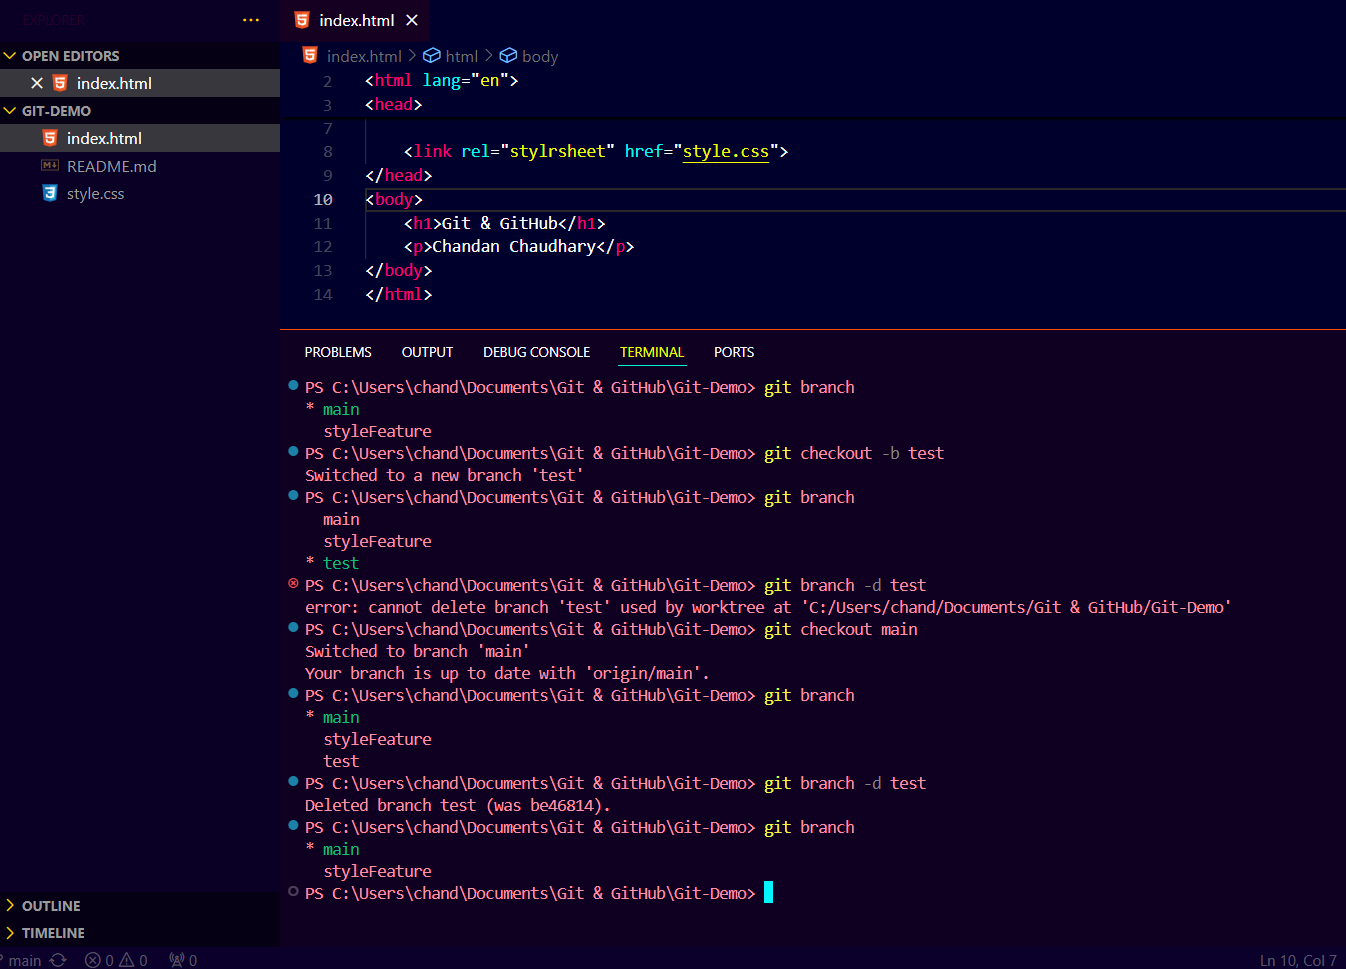 EXPLORER
index.html
OPEN EDITORS
index.html
GIT-DEMO
index.html
README.md
style.css
OUTLINE
TIMELINE
index.html > html > body
2 <html lang="en">
3 <head>
7
8 <link rel="stylrsheet" href="style.css">
9 </head>
10 <body>
11 <h1>Git & GitHub</h1>
12 <p>Chandan Chaudhary</p>
13 </body>
14 </html>
PROBLEMS OUTPUT DEBUG CONSOLE TERMINAL PORTS
PS C:\Users\chand\Documents\Git & GitHub\Git-Demo> git branch
* main
styleFeature
PS C:\Users\chand\Documents\Git & GitHub\Git-Demo> git checkout -b test
Switched to a new branch 'test'
PS C:\Users\chand\Documents\Git & GitHub\Git-Demo> git branch
main
styleFeature
* test
PS C:\Users\chand\Documents\Git & GitHub\Git-Demo> git branch -d test
error: cannot delete branch 'test' used by worktree at 'C:/Users/chand/Documents/Git & GitHub/Git-Demo'
PS C:\Users\chand\Documents\Git & GitHub\Git-Demo> git checkout main
Switched to branch 'main'
Your branch is up to date with 'origin/main'.
PS C:\Users\chand\Documents\Git & GitHub\Git-Demo> git branch
* main
styleFeature
test
PS C:\Users\chand\Documents\Git & GitHub\Git-Demo> git branch -d test
Deleted branch test (was be46814).
PS C:\Users\chand\Documents\Git & GitHub\Git-Demo> git branch
* main
styleFeature
PS C:\Users\chand\Documents\Git & GitHub\Git-Demo>
main 0 0 0 Ln 10, Col 7